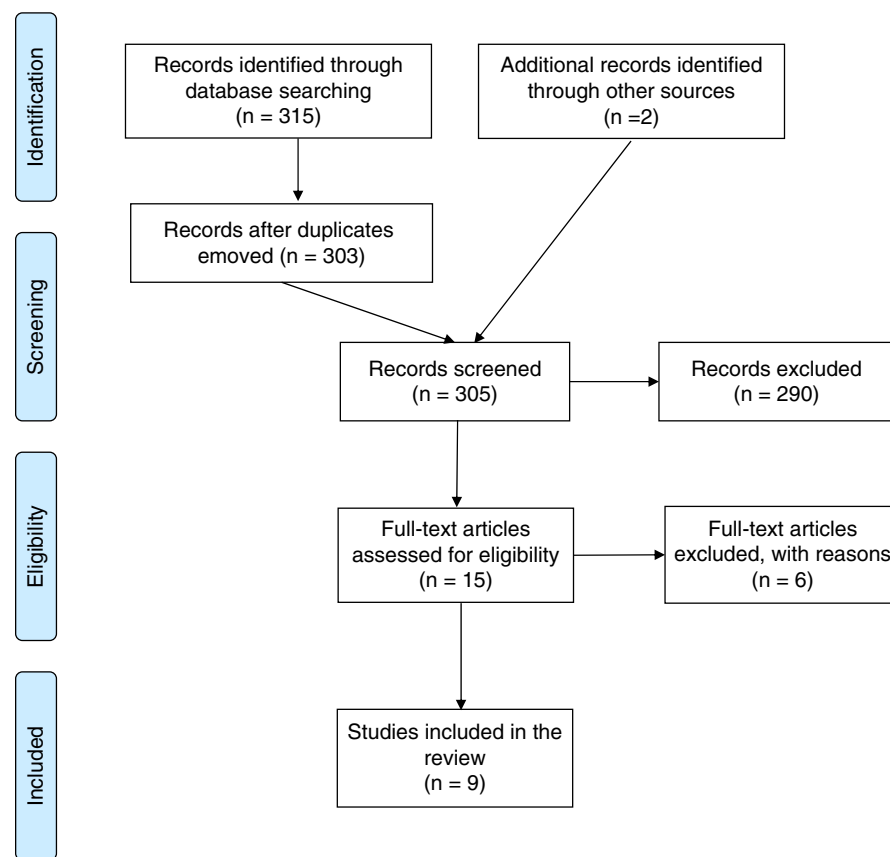 Identification
Records identified through
database searching
(n = 315)
Additional records identified
through other sources
(n =2)
Records after duplicates
emoved (n = 303)
Screening
Records screened
(n = 305)
Records excluded
(n = 290)
Eligibility
Full-text articles
assessed for eligibility
(n = 15)
Full-text articles
excluded, with reasons
(n = 6)
Included
Studies included in the
review
(n = 9)